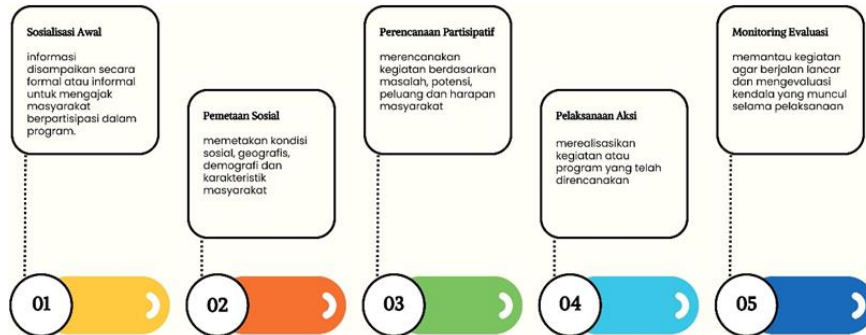 Sosialisasi Awal
informasi
disampaikan secara
formal atau informal
untuk mengajak
masyarakat
berpartisipasi dalam
program.
Pemetaan Sosial
memetakan kondisi
sosial, geografis,
demografi dan
karakteristik
masyarakat
Perencanaan Partisipatif
merencanakan
kegiatan berdasarkan
masalah, potensi,
peluang dan harapan
masyarakat
Pelaksanaan Aksi
merealisasikan
kegiatan atau
program yang telah
direncanakan
Monitoring Evaluasi
memantau kegiatan
agar berjalan lancar
dan mengevaluasi
kendala yang muncul
selama pelaksanaan
01
02
03
04
05